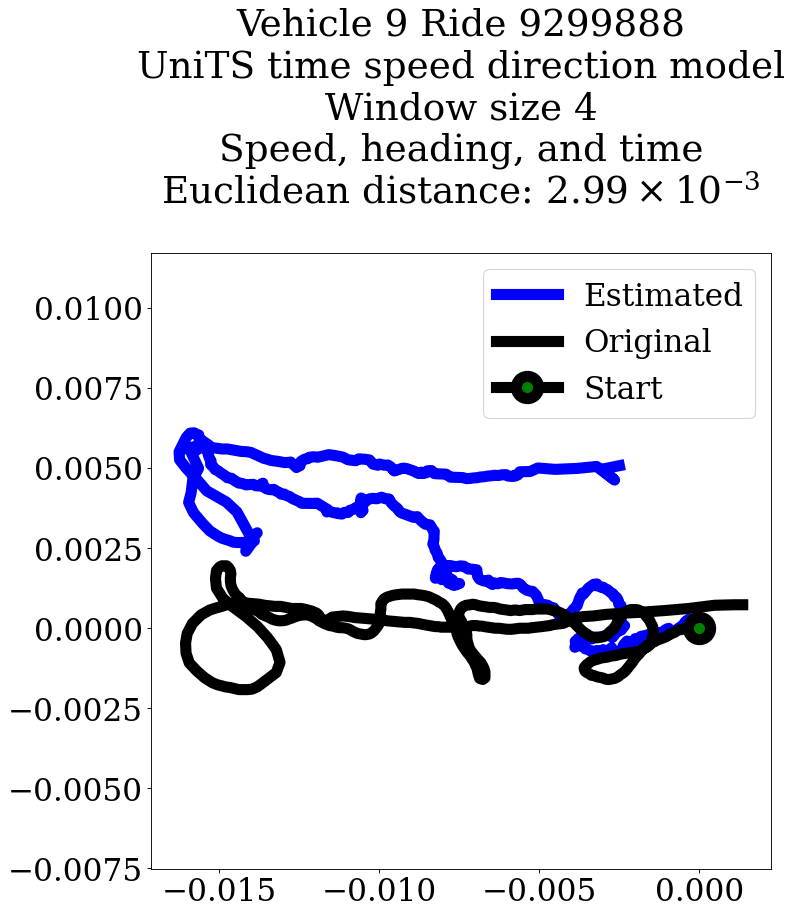 Vehicle 9 Ride 9299888
UniTS time speed direction model
Window size 4
Speed, heading, and time
Euclidean distance: 2.99 × 10⁻³
Estimated
Original
Start
0.0100
0.0075
0.0050
0.0025
0.0000
−0.0025
−0.0050
−0.0075
−0.015 −0.010 −0.005 0.000